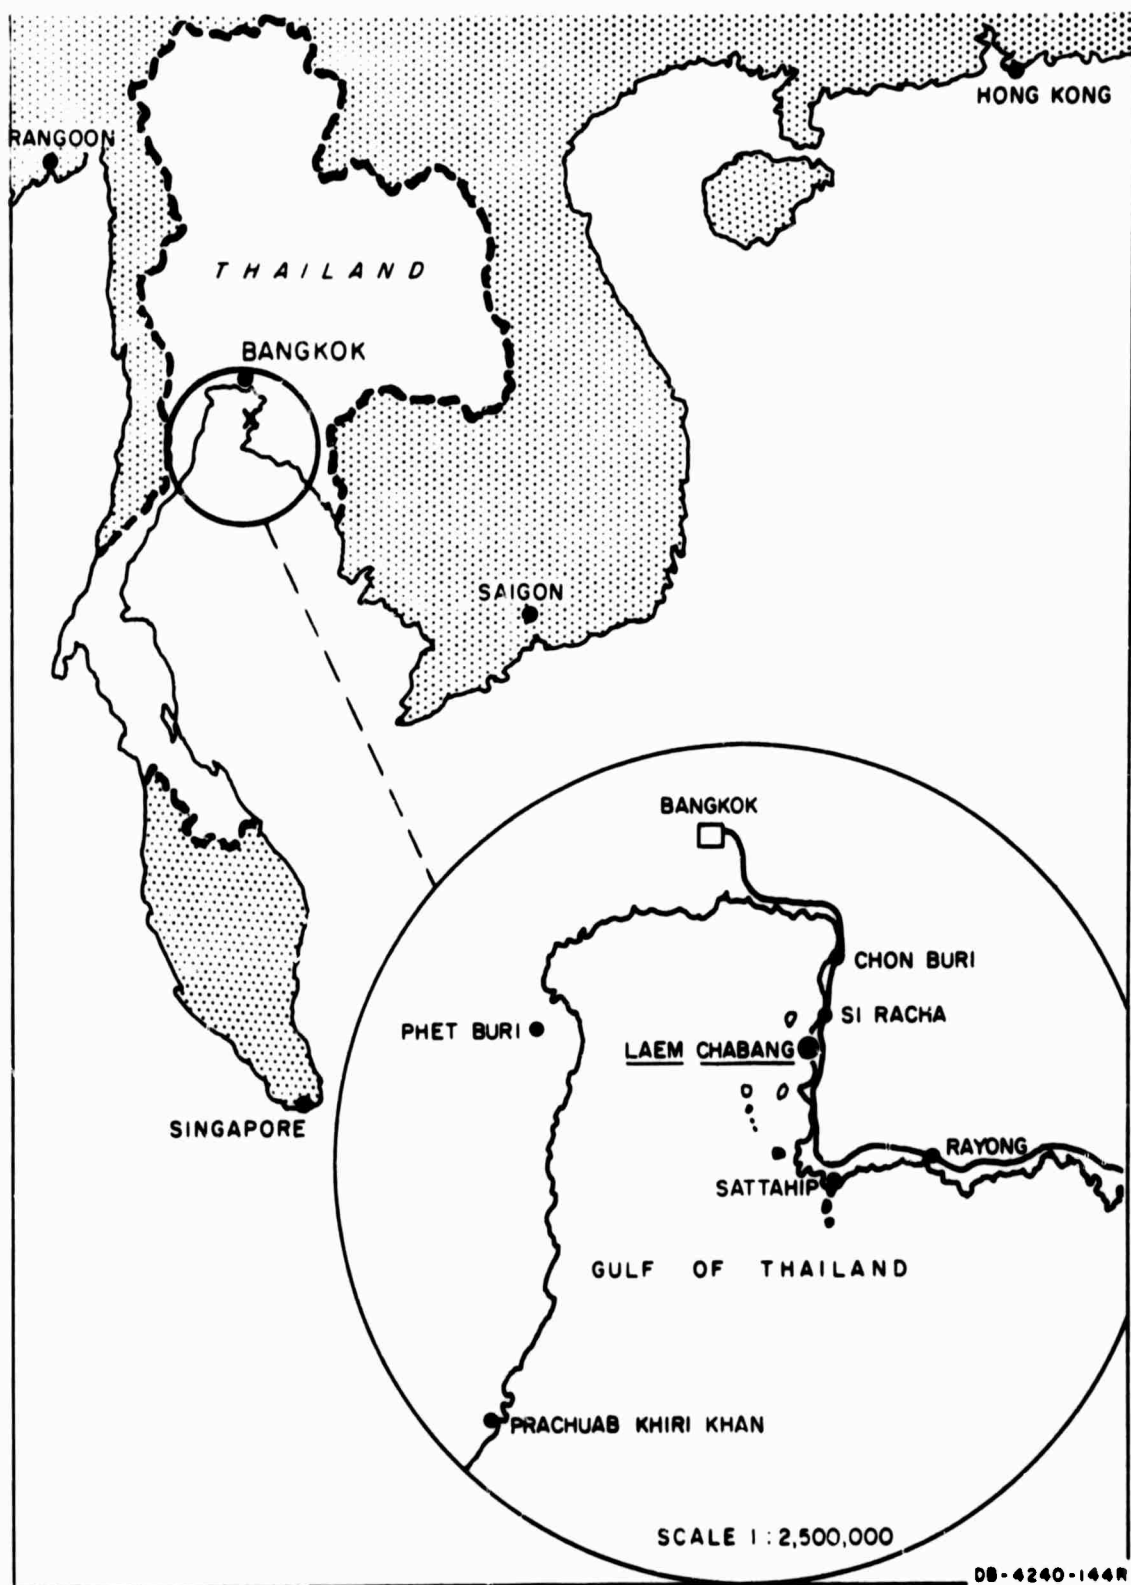 HONG KONG
RANGOON
THAILAND
BANGKOK
SAIGON
BANGKOK
CHON BURI
SI RACHA
PHET BURI
LAEM CHABANG
SINGAPORE
RAYONG
SATTAHIP
GULF OF THAILAND
PRACHUAB KHIRI KHAN
SCALE 1 : 2,500,000
DB-4240-144R